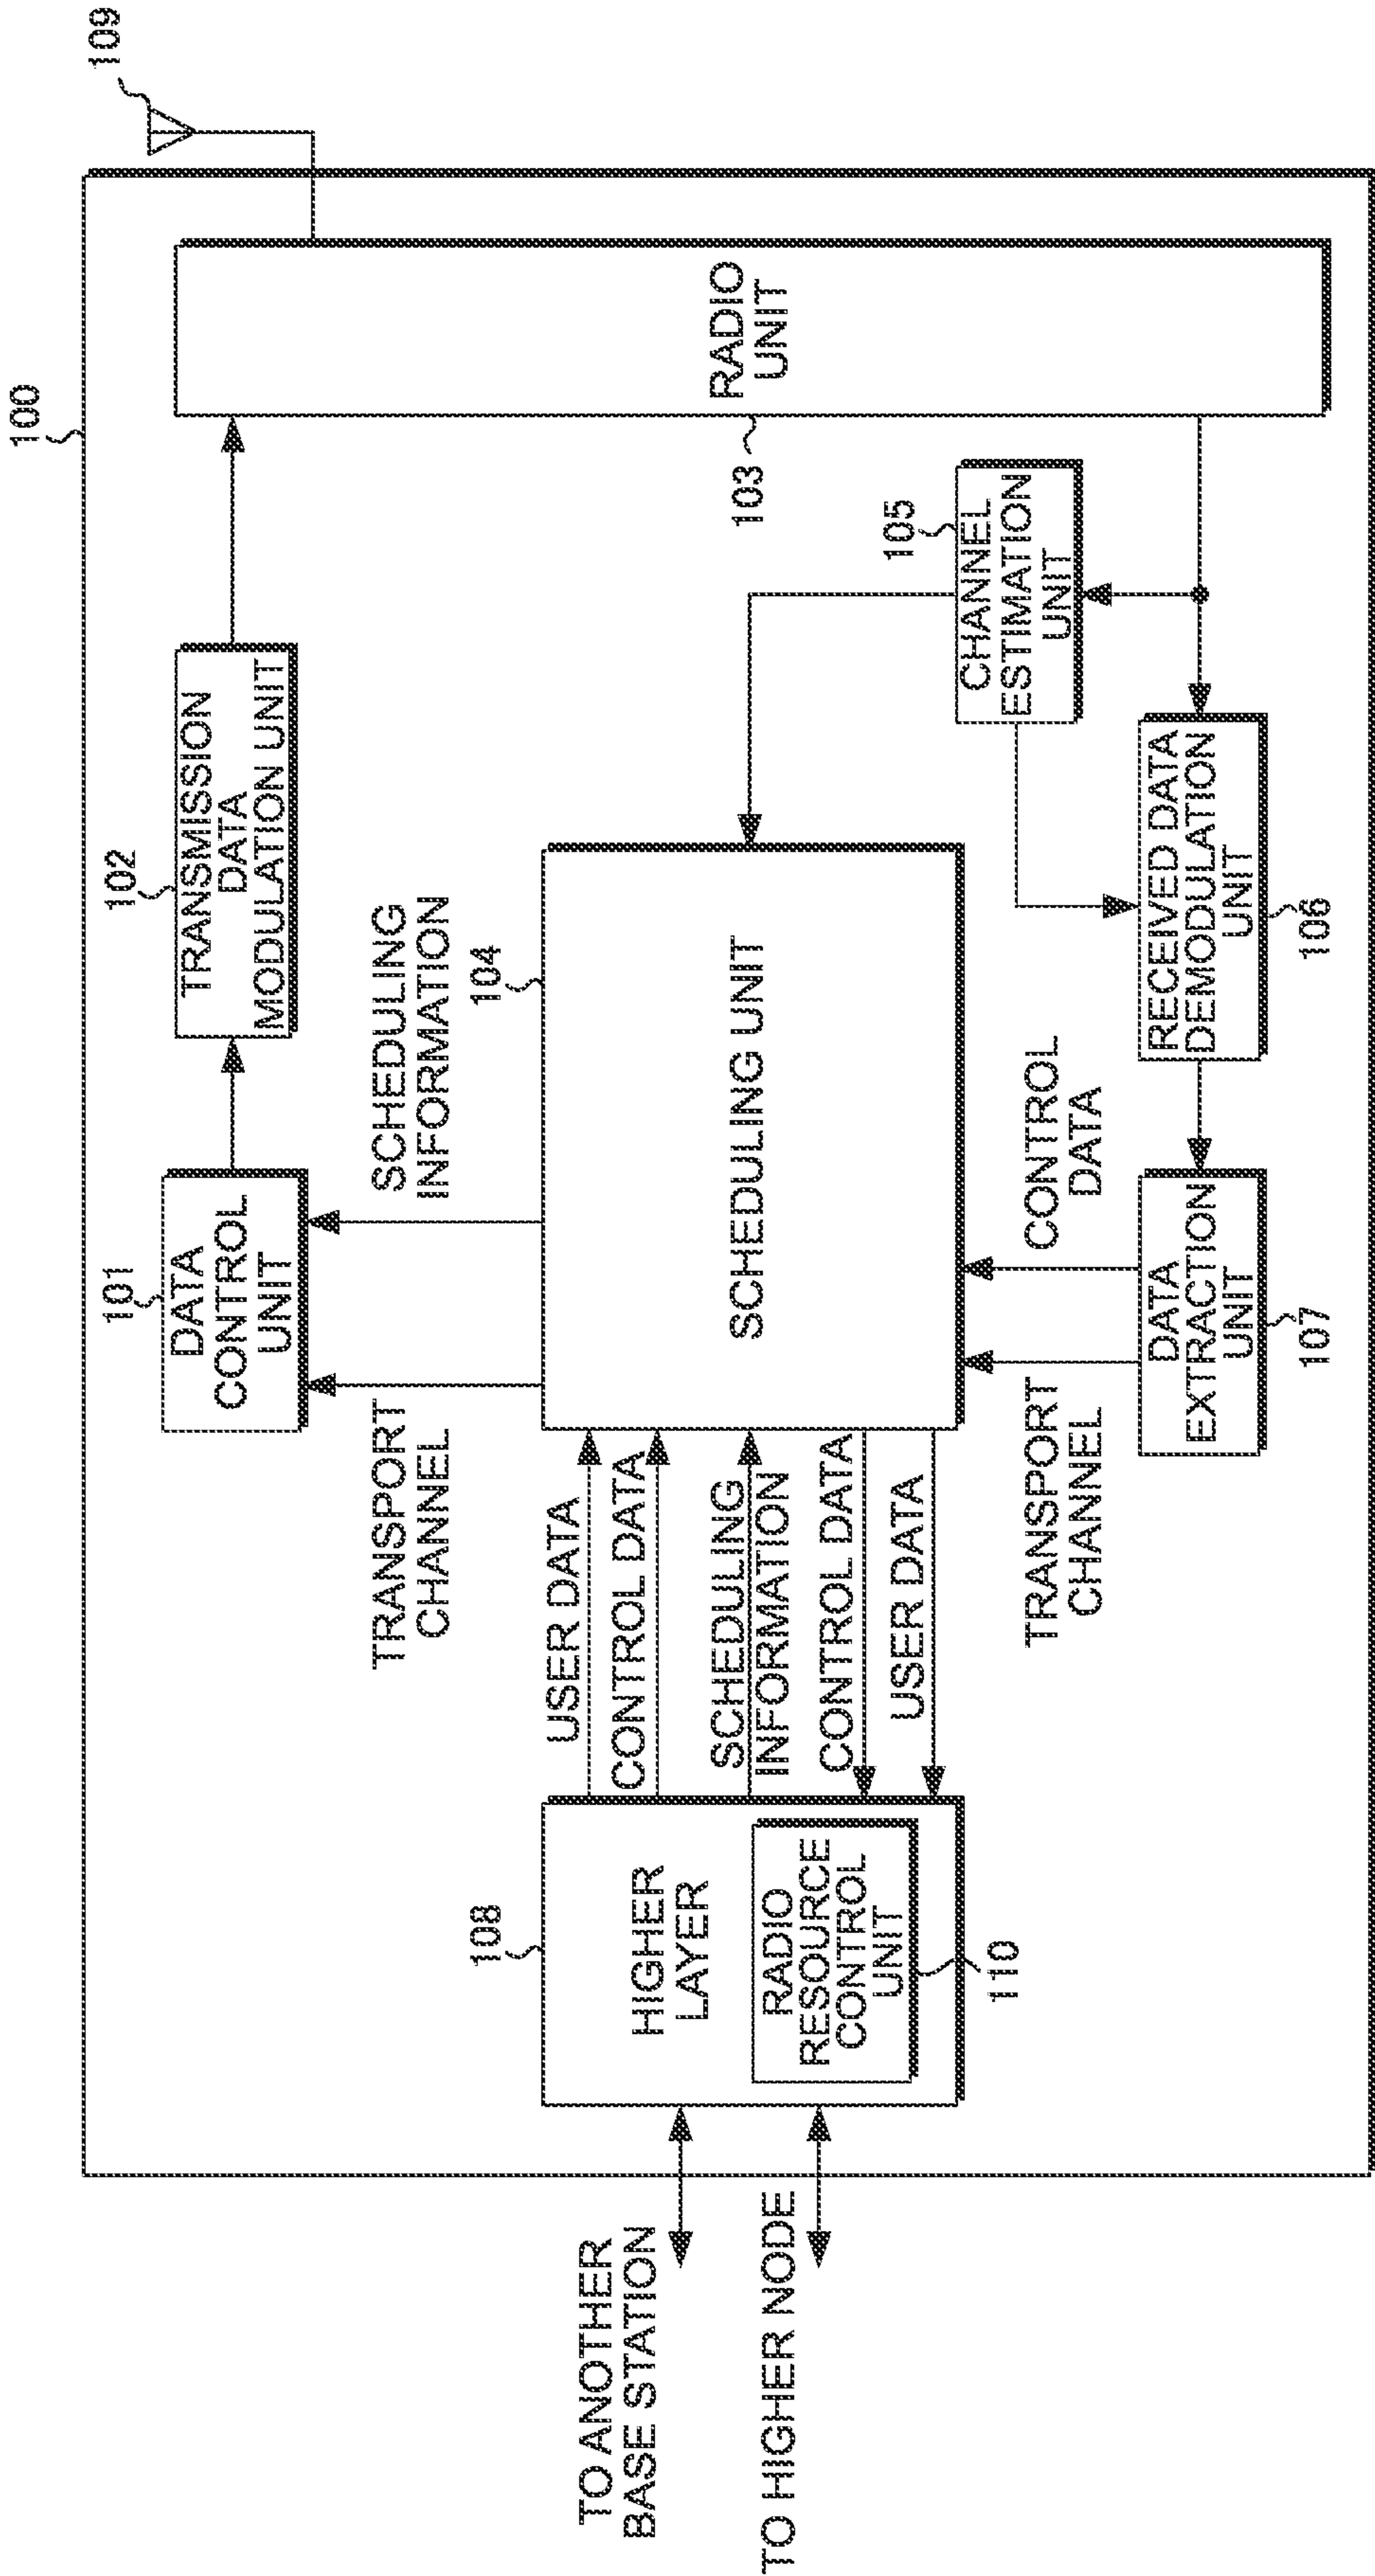 100
109
101
DATA
CONTROL
UNIT
102
TRANSMISSION
DATA
MODULATION UNIT
RADIO
UNIT
103
TRANSPORT
CHANNEL
SCHEDULING
INFORMATION
104
SCHEDULING UNIT
105
CHANNEL
ESTIMATION
UNIT
USER DATA
CONTROL DATA
SCHEDULING
INFORMATION
CONTROL DATA
USER DATA
108
HIGHER
LAYER
RADIO
RESOURCE
CONTROL
UNIT
110
TO ANOTHER
BASE STATION
TO HIGHER NODE
TRANSPORT
CHANNEL
CONTROL
DATA
DATA
EXTRACTION
UNIT
107
RECEIVED DATA
DEMODULATION
UNIT
106